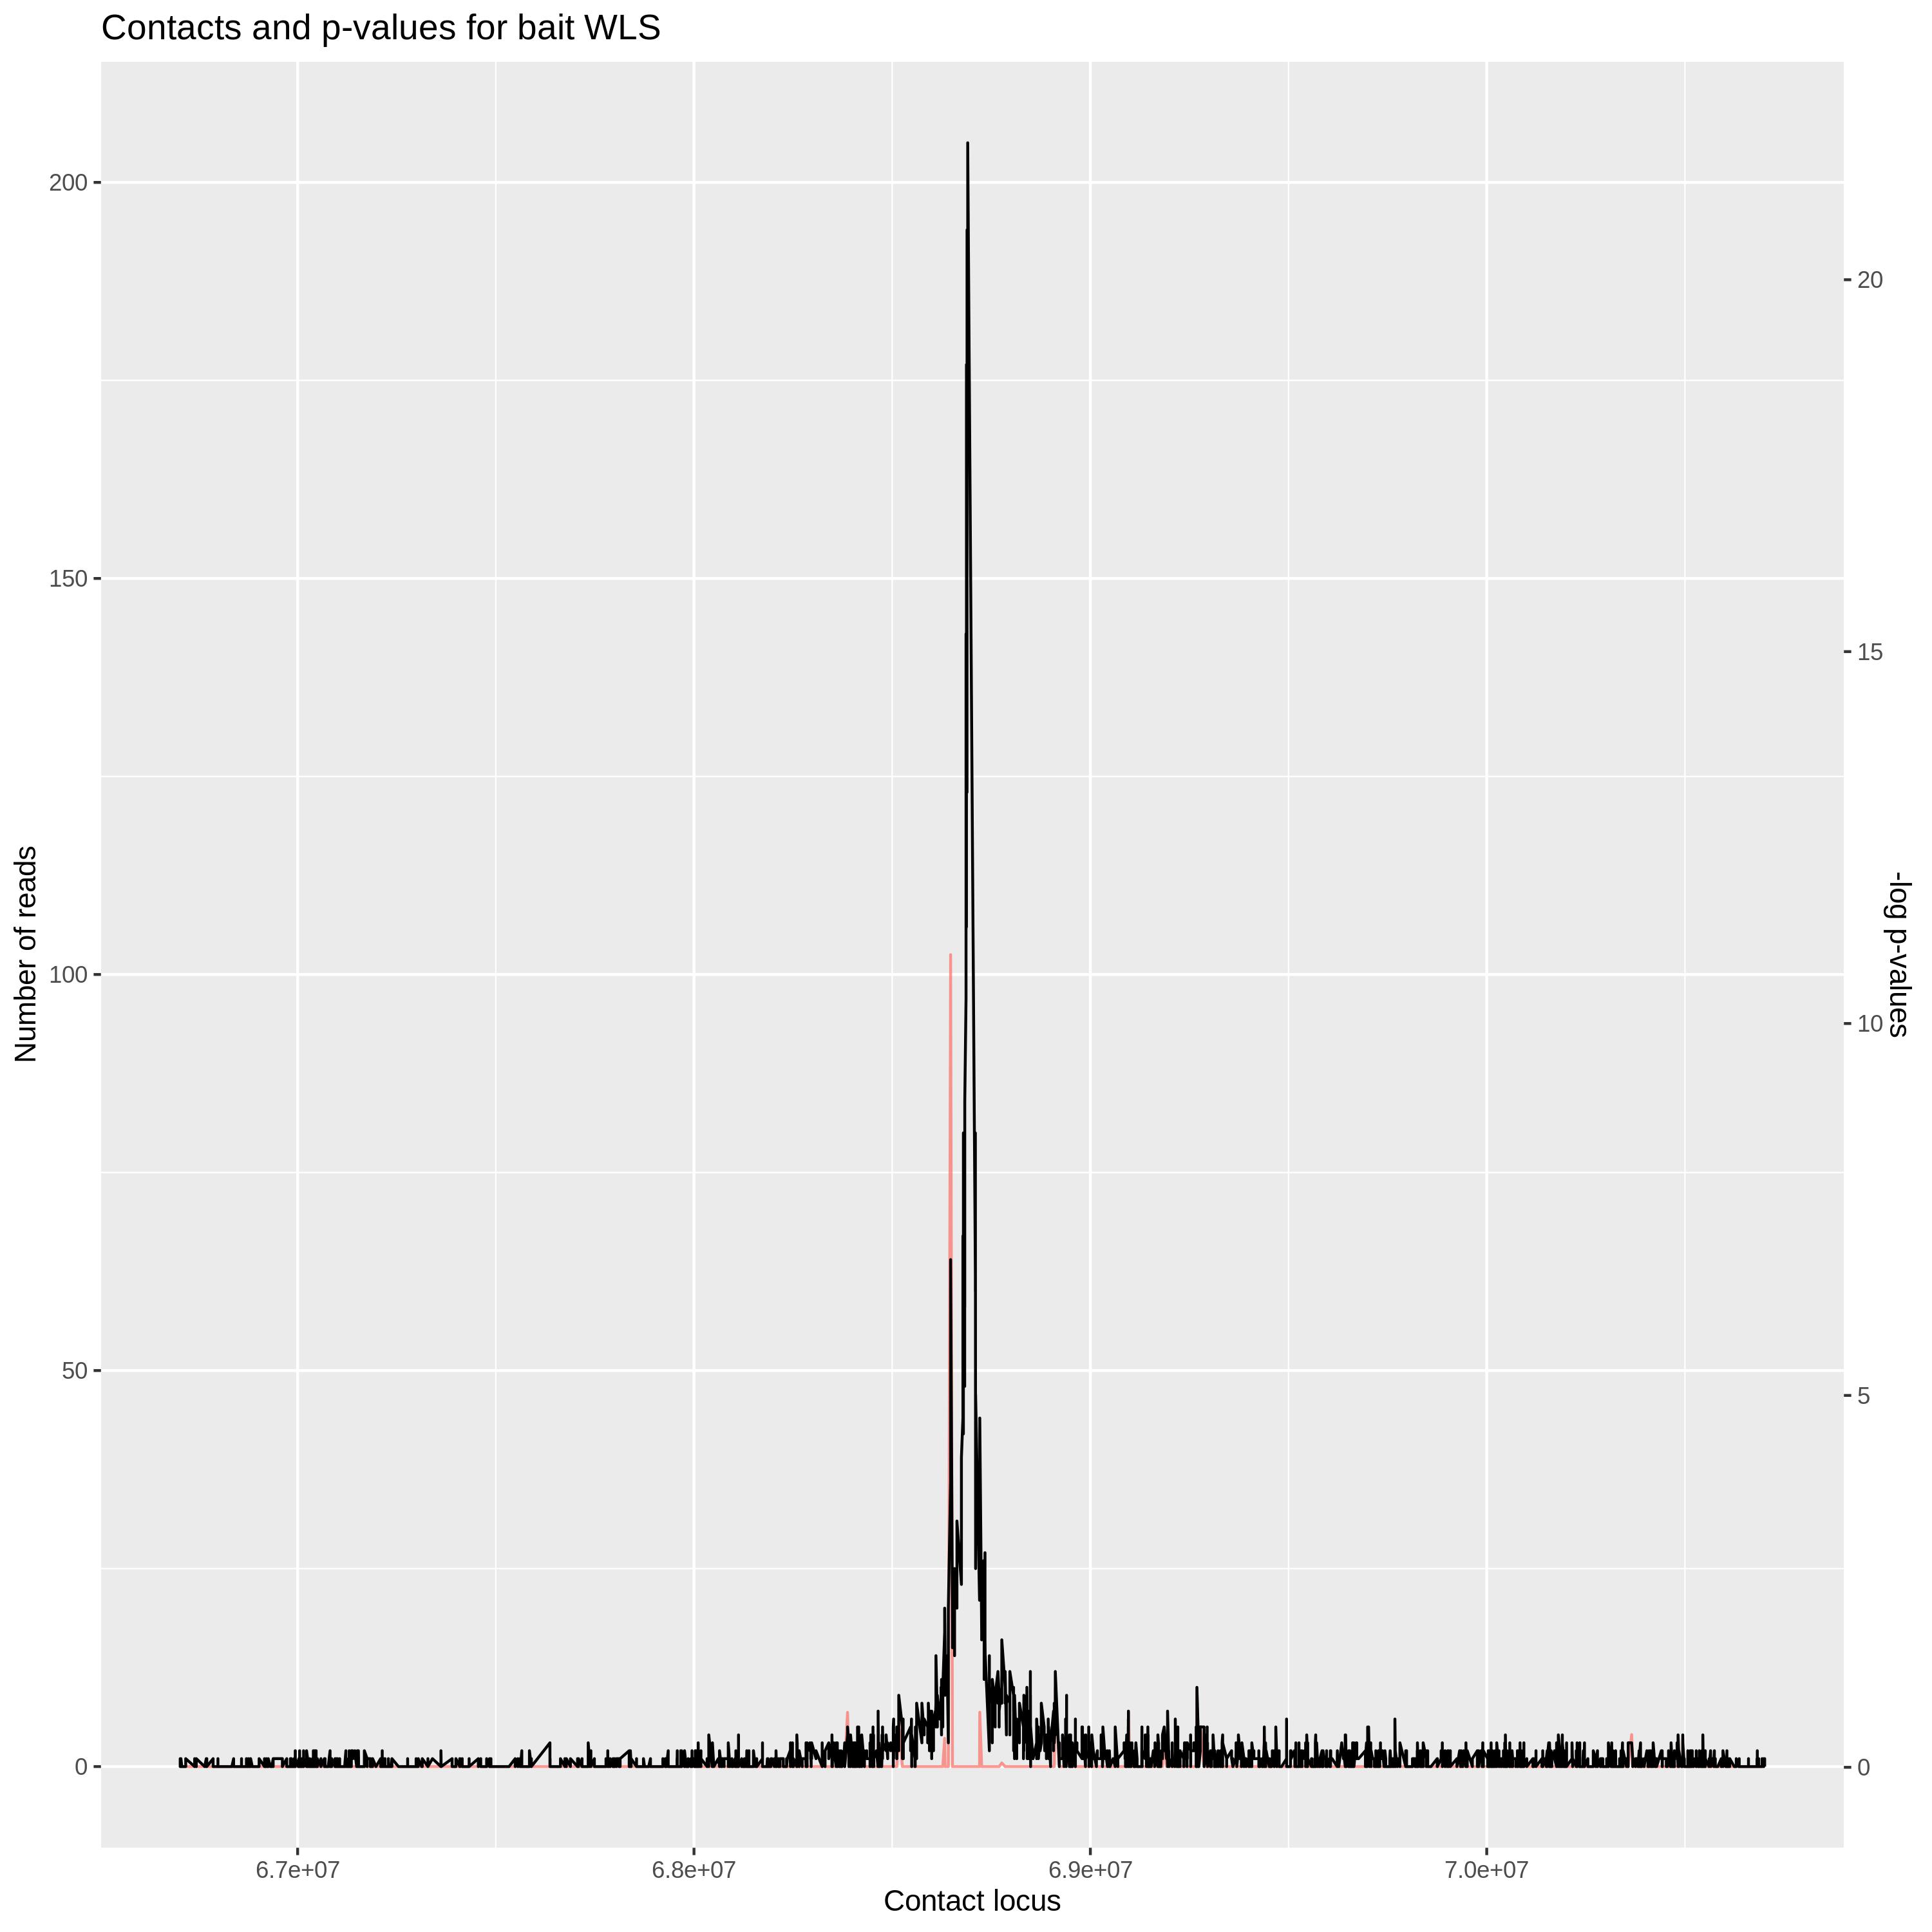 Contacts and p-values for bait WLS
200
150
100
50
0
Number of reads
20
15
10
5
0
-log p-values
6.7e+07
6.8e+07
6.9e+07
7.0e+07
Contact locus